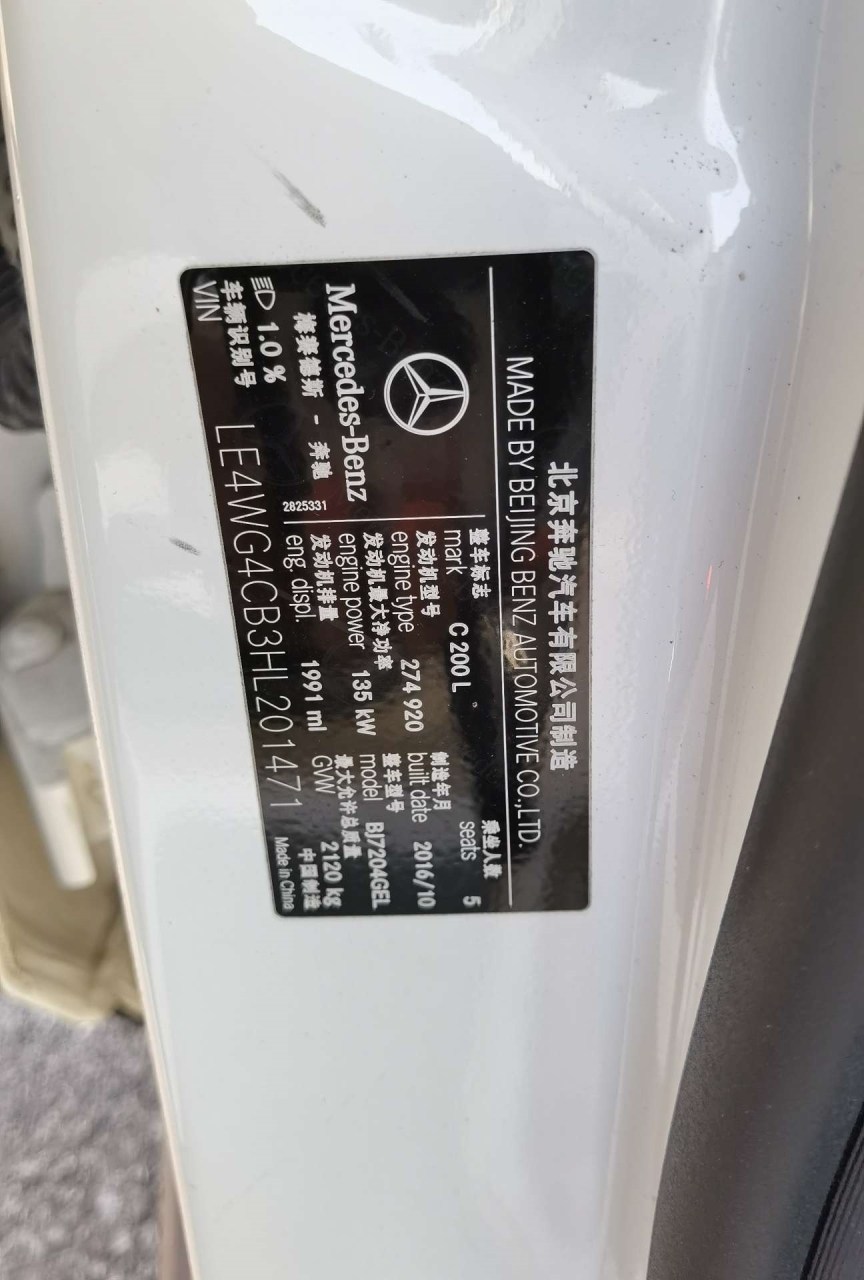 北京奔驰汽车有限公司制造
MADE BY BEIJING BENZ AUTOMOTIVE CO.,LTD.
Mercedes-Benz
梅赛德斯 - 奔驰
2825331
整车标志
mark C 200 L
乘坐人数
seats 5
发动机型号
engine type 274 920
制造年月
built date 2016/10
发动机最大净功率
engine power 135 kW
整车型号
model BJ7204GEL
发动机排量
eng. displ. 1991 ml
最大允许总质量
GVW 2120 kg
1.0 %
中国制造
Made in China
车辆识别号
VIN LE4WG4CB3HL201471